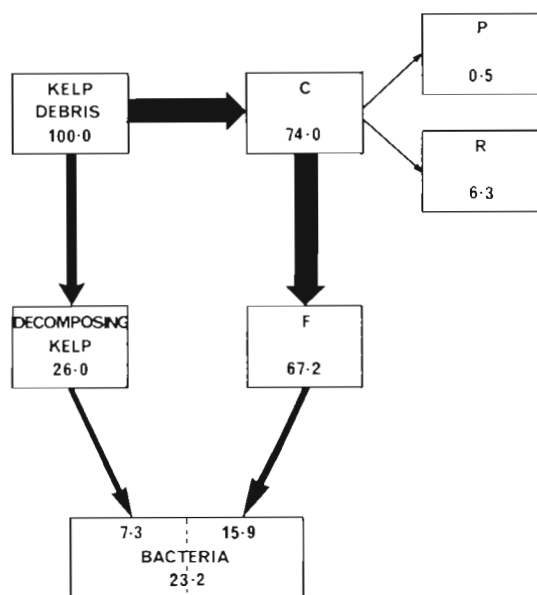 P
0·5
KELP
DEBRIS
100·0
C
74·0
R
6·3
DECOMPOSING
KELP
26·0
F
67·2
7·3
15·9
BACTERIA
23·2